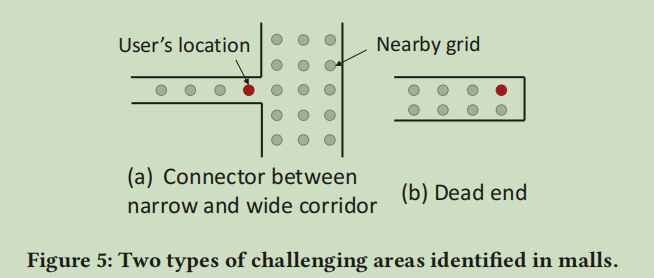 User's location
Nearby grid
(a) Connector between
narrow and wide corridor
(b) Dead end
Figure 5: Two types of challenging areas identified in malls.